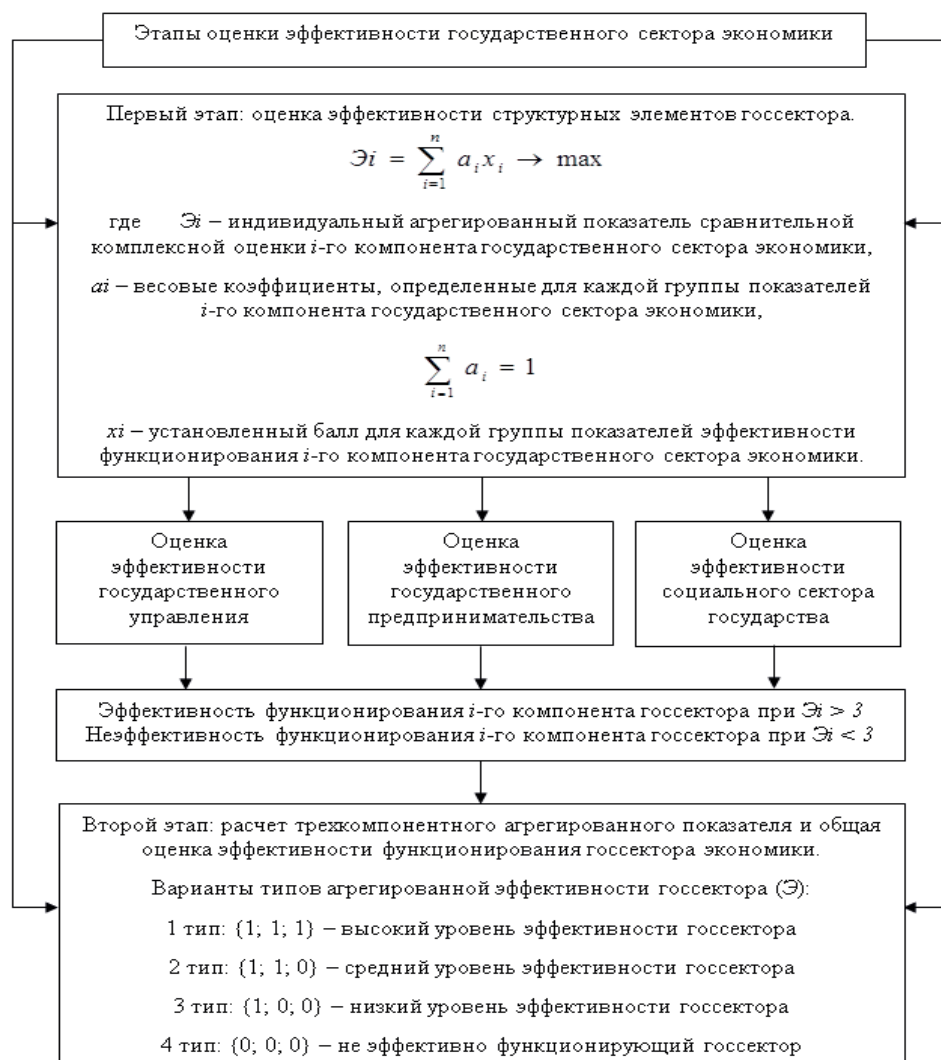 Этапы оценки эффективности государственного сектора экономики
Первый этап: оценка эффективности структурных элементов госсектора.
Эi = ∑ⁿᵢ₌₁ aᵢxᵢ → max
где Эi – индивидуальный агрегированный показатель сравнительной
комплексной оценки i-го компонента государственного сектора экономики,
ai – весовые коэффициенты, определенные для каждой группы показателей
i-го компонента государственного сектора экономики,
∑ⁿᵢ₌₁ aᵢ = 1
xi – установленный балл для каждой группы показателей эффективности
функционирования i-го компонента государственного сектора экономики.
Оценка
эффективности
государственного
управления
Оценка
эффективности
государственного
предпринимательства
Оценка
эффективности
социального сектора
государства
Эффективность функционирования i-го компонента госсектора при Эi > 3
Неэффективность функционирования i-го компонента госсектора при Эi < 3
Второй этап: расчет трехкомпонентного агрегированного показателя и общая
оценка эффективности функционирования госсектора экономики.
Варианты типов агрегированной эффективности госсектора (Э):
1 тип: {1; 1; 1} – высокий уровень эффективности госсектора
2 тип: {1; 1; 0} – средний уровень эффективности госсектора
3 тип: {1; 0; 0} – низкий уровень эффективности госсектора
4 тип: {0; 0; 0} – не эффективно функционирующий госсектор